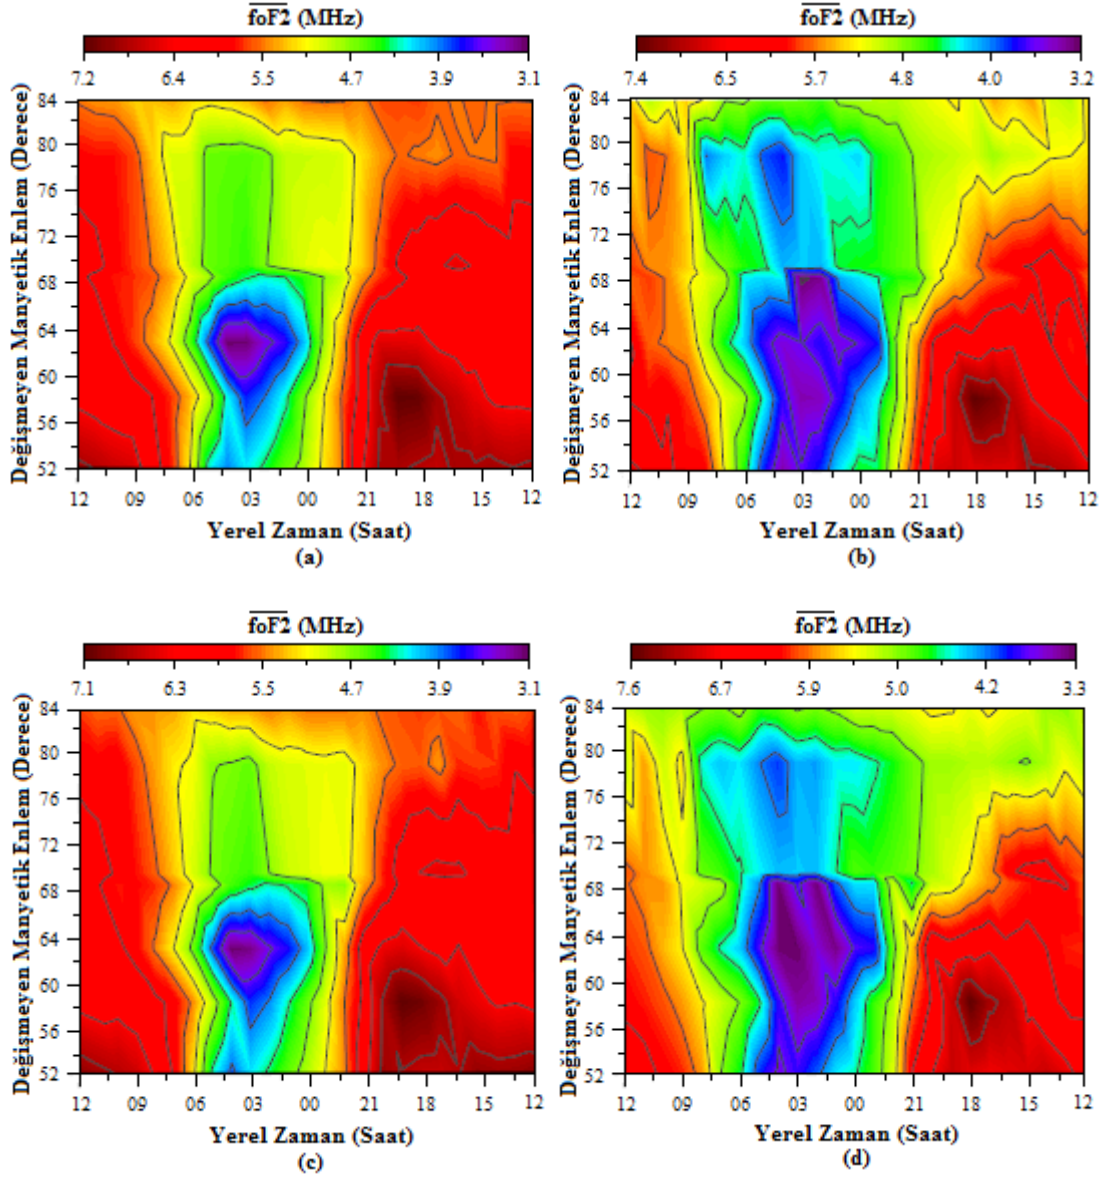 foF2 (MHz)
7.2 6.4 5.5 4.7 3.9 3.1
Değişmeyen Manyetik Enlem (Derece)
84
80
76
72
68
64
60
56
52
12 09 06 03 00 21 18 15 12
Yerel Zaman (Saat)
(a)
foF2 (MHz)
7.4 6.5 5.7 4.8 4.0 3.2
Değişmeyen Manyetik Enlem (Derece)
84
80
76
72
68
64
60
56
52
12 09 06 03 00 21 18 15 12
Yerel Zaman (Saat)
(b)
foF2 (MHz)
7.1 6.3 5.5 4.7 3.9 3.1
Değişmeyen Manyetik Enlem (Derece)
84
80
76
72
68
64
60
56
52
12 09 06 03 00 21 18 15 12
Yerel Zaman (Saat)
(c)
foF2 (MHz)
7.6 6.7 5.9 5.0 4.2 3.3
Değişmeyen Manyetik Enlem (Derece)
84
80
76
72
68
64
60
56
52
12 09 06 03 00 21 18 15 12
Yerel Zaman (Saat)
(d)